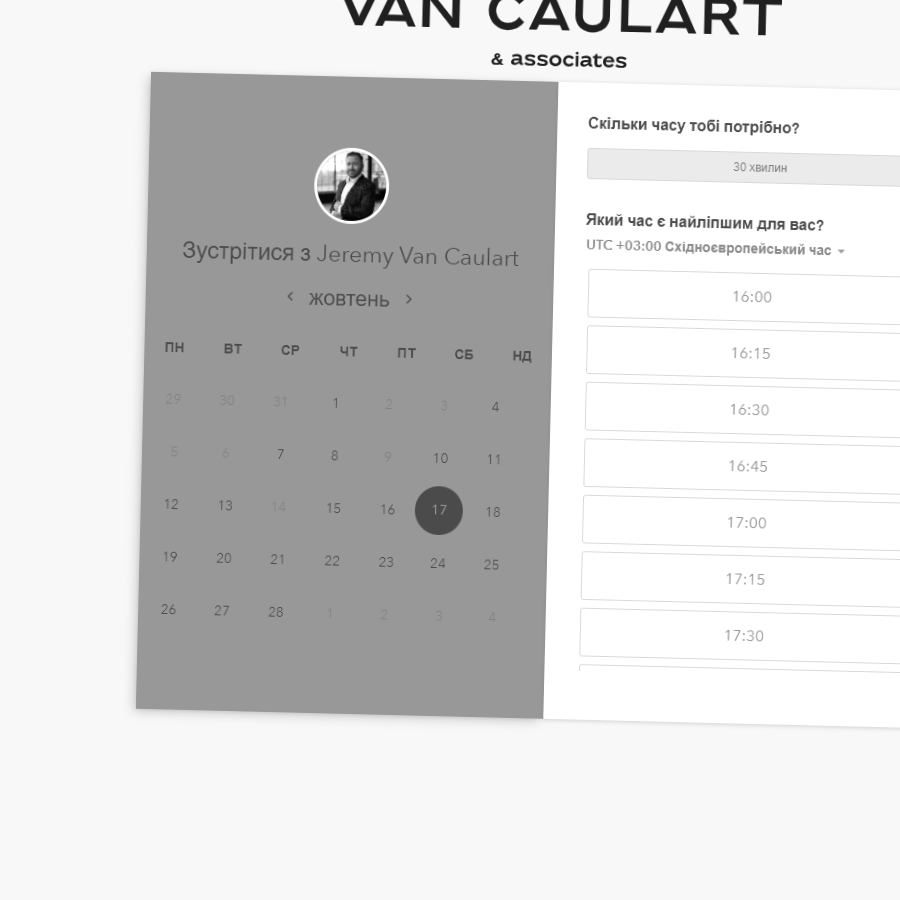 VAN CAULART
& associates
Зустрітися з Jeremy Van Caulart
‹ жовтень ›
ПН ВТ СР ЧТ ПТ СБ НД
29 30 31 1 2 3 4
5 6 7 8 9 10 11
12 13 14 15 16 17 18
19 20 21 22 23 24 25
26 27 28 1 2 3 4
Скільки часу тобі потрібно?
30 хвилин
Який час є найліпшим для вас?
UTC +03:00 Східноєвропейський час
16:00
16:15
16:30
16:45
17:00
17:15
17:30